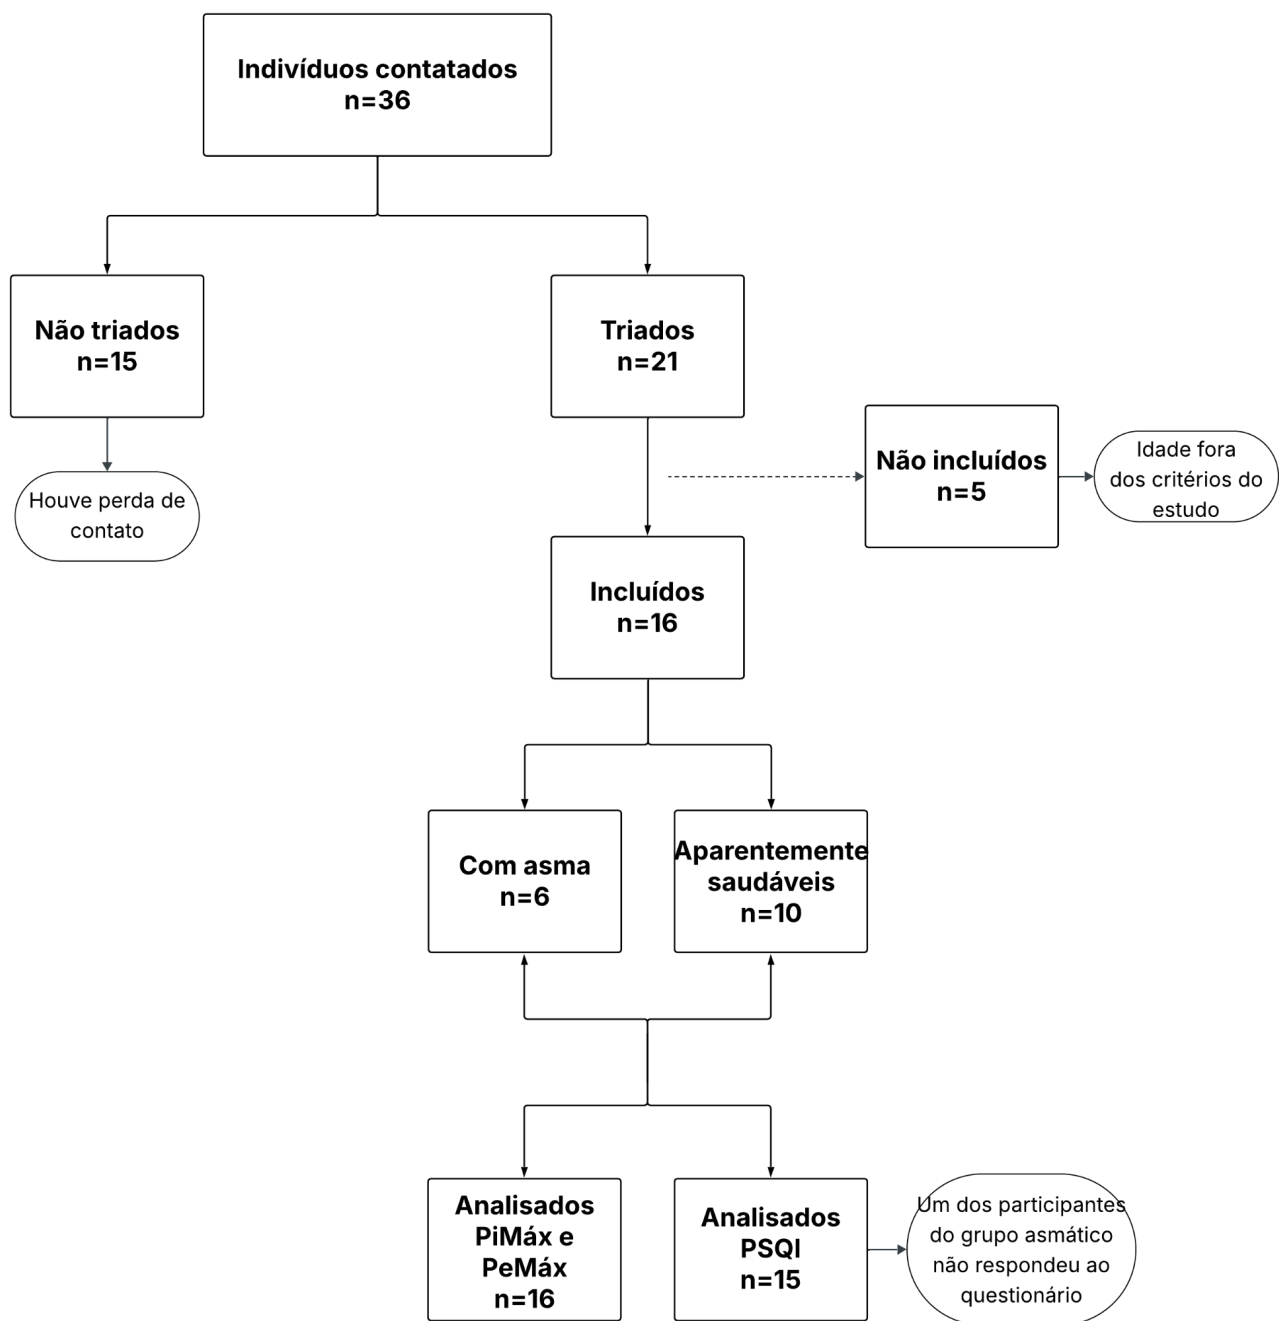 Indivíduos contatados
n=36
Não triados
n=15
Triados
n=21
Houve perda de
contato
Não incluídos
n=5
Idade fora
dos critérios do
estudo
Incluídos
n=16
Com asma
n=6
Aparentemente
saudáveis
n=10
Analisados
PiMáx e
PeMáx
n=16
Analisados
PSQI
n=15
Um dos participantes
do grupo asmático
não respondeu ao
questionário